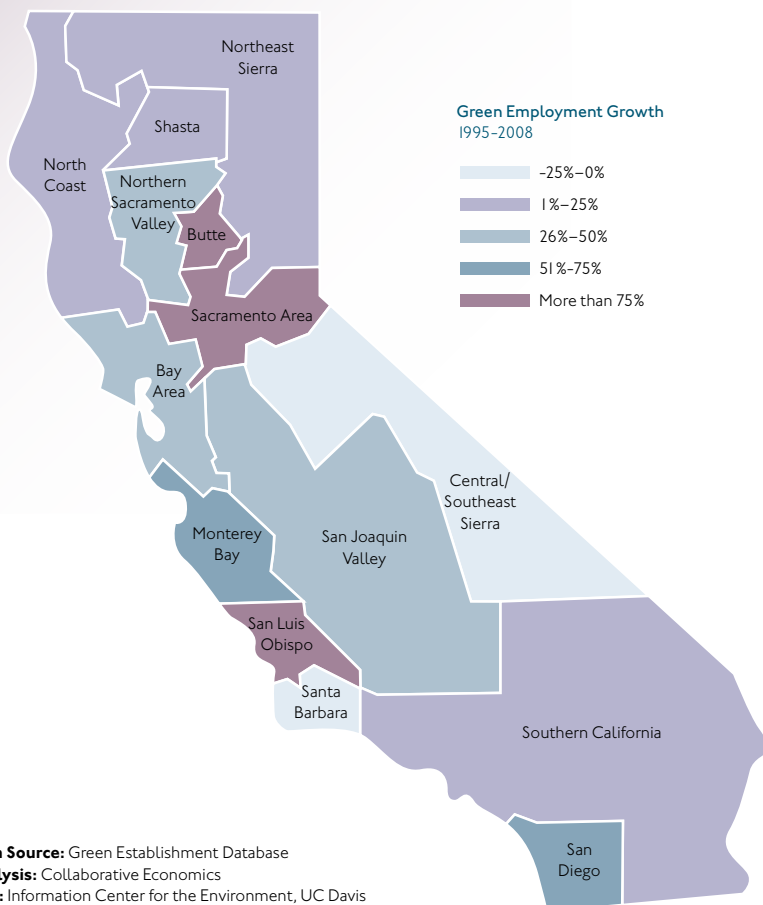 Northeast
Sierra
Shasta
North
Coast
Northern
Sacramento
Valley
Butte
Sacramento Area
Bay
Area
Central/
Southeast
Sierra
Monterey
Bay
San Joaquin
Valley
San Luis
Obispo
Santa
Barbara
Southern California
San
Diego
Green Employment Growth
1995–2008
-25%–0%
1%–25%
26%–50%
51%-75%
More than 75%
Source: Green Establishment Database
Collaborative Economics
Information Center for the Environment, UC Davis